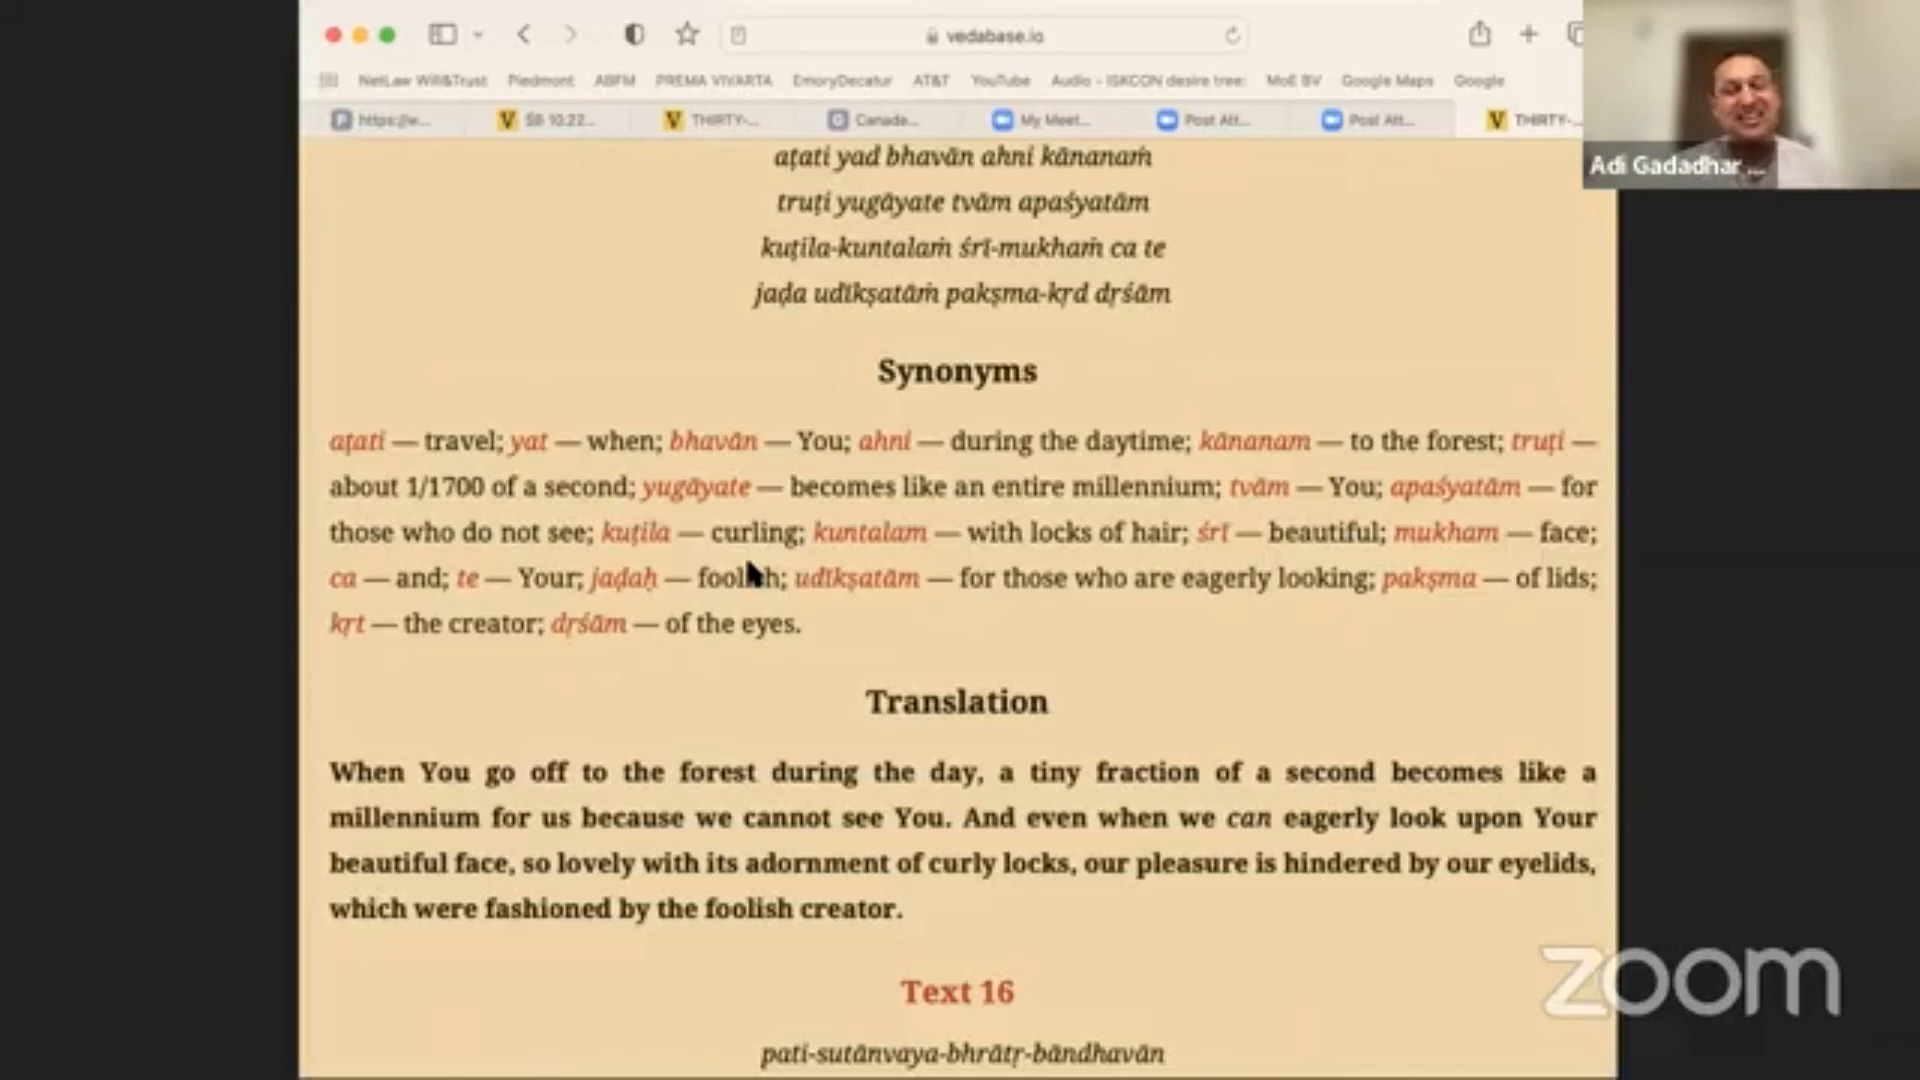 vedabase.io
NetLaw Will&Trust Piedmont ABFM PREMA VIVARTA EmoryDecatur AT&T YouTube Audio - ISKCON desire tree: MoE BV Google Maps Google
https://w... SB 10.22... THIRTY-... Canada... My Meet... Post Att... Post Att... THIRTY-...
Adi Gadadhar ...
aṭati yad bhavān ahni kānanaṁ
truṭi yugāyate tvām apaśyatām
kuṭila-kuntalaṁ śrī-mukhaṁ ca te
jaḍa udīkṣatāṁ pakṣma-kṛd dṛśām
Synonyms
aṭati — travel; yat — when; bhavān — You; ahni — during the daytime; kānanam — to the forest; truṭi —
about 1/1700 of a second; yugāyate — becomes like an entire millennium; tvām — You; apaśyatām — for
those who do not see; kuṭila — curling; kuntalam — with locks of hair; śrī — beautiful; mukham — face;
ca — and; te — Your; jaḍaḥ — foolish; udīkṣatām — for those who are eagerly looking; pakṣma — of lids;
kṛt — the creator; dṛśām — of the eyes.
Translation
When You go off to the forest during the day, a tiny fraction of a second becomes like a
millennium for us because we cannot see You. And even when we can eagerly look upon Your
beautiful face, so lovely with its adornment of curly locks, our pleasure is hindered by our eyelids,
which were fashioned by the foolish creator.
Text 16
pati-sutānvaya-bhrātṛ-bāndhavān
zoom